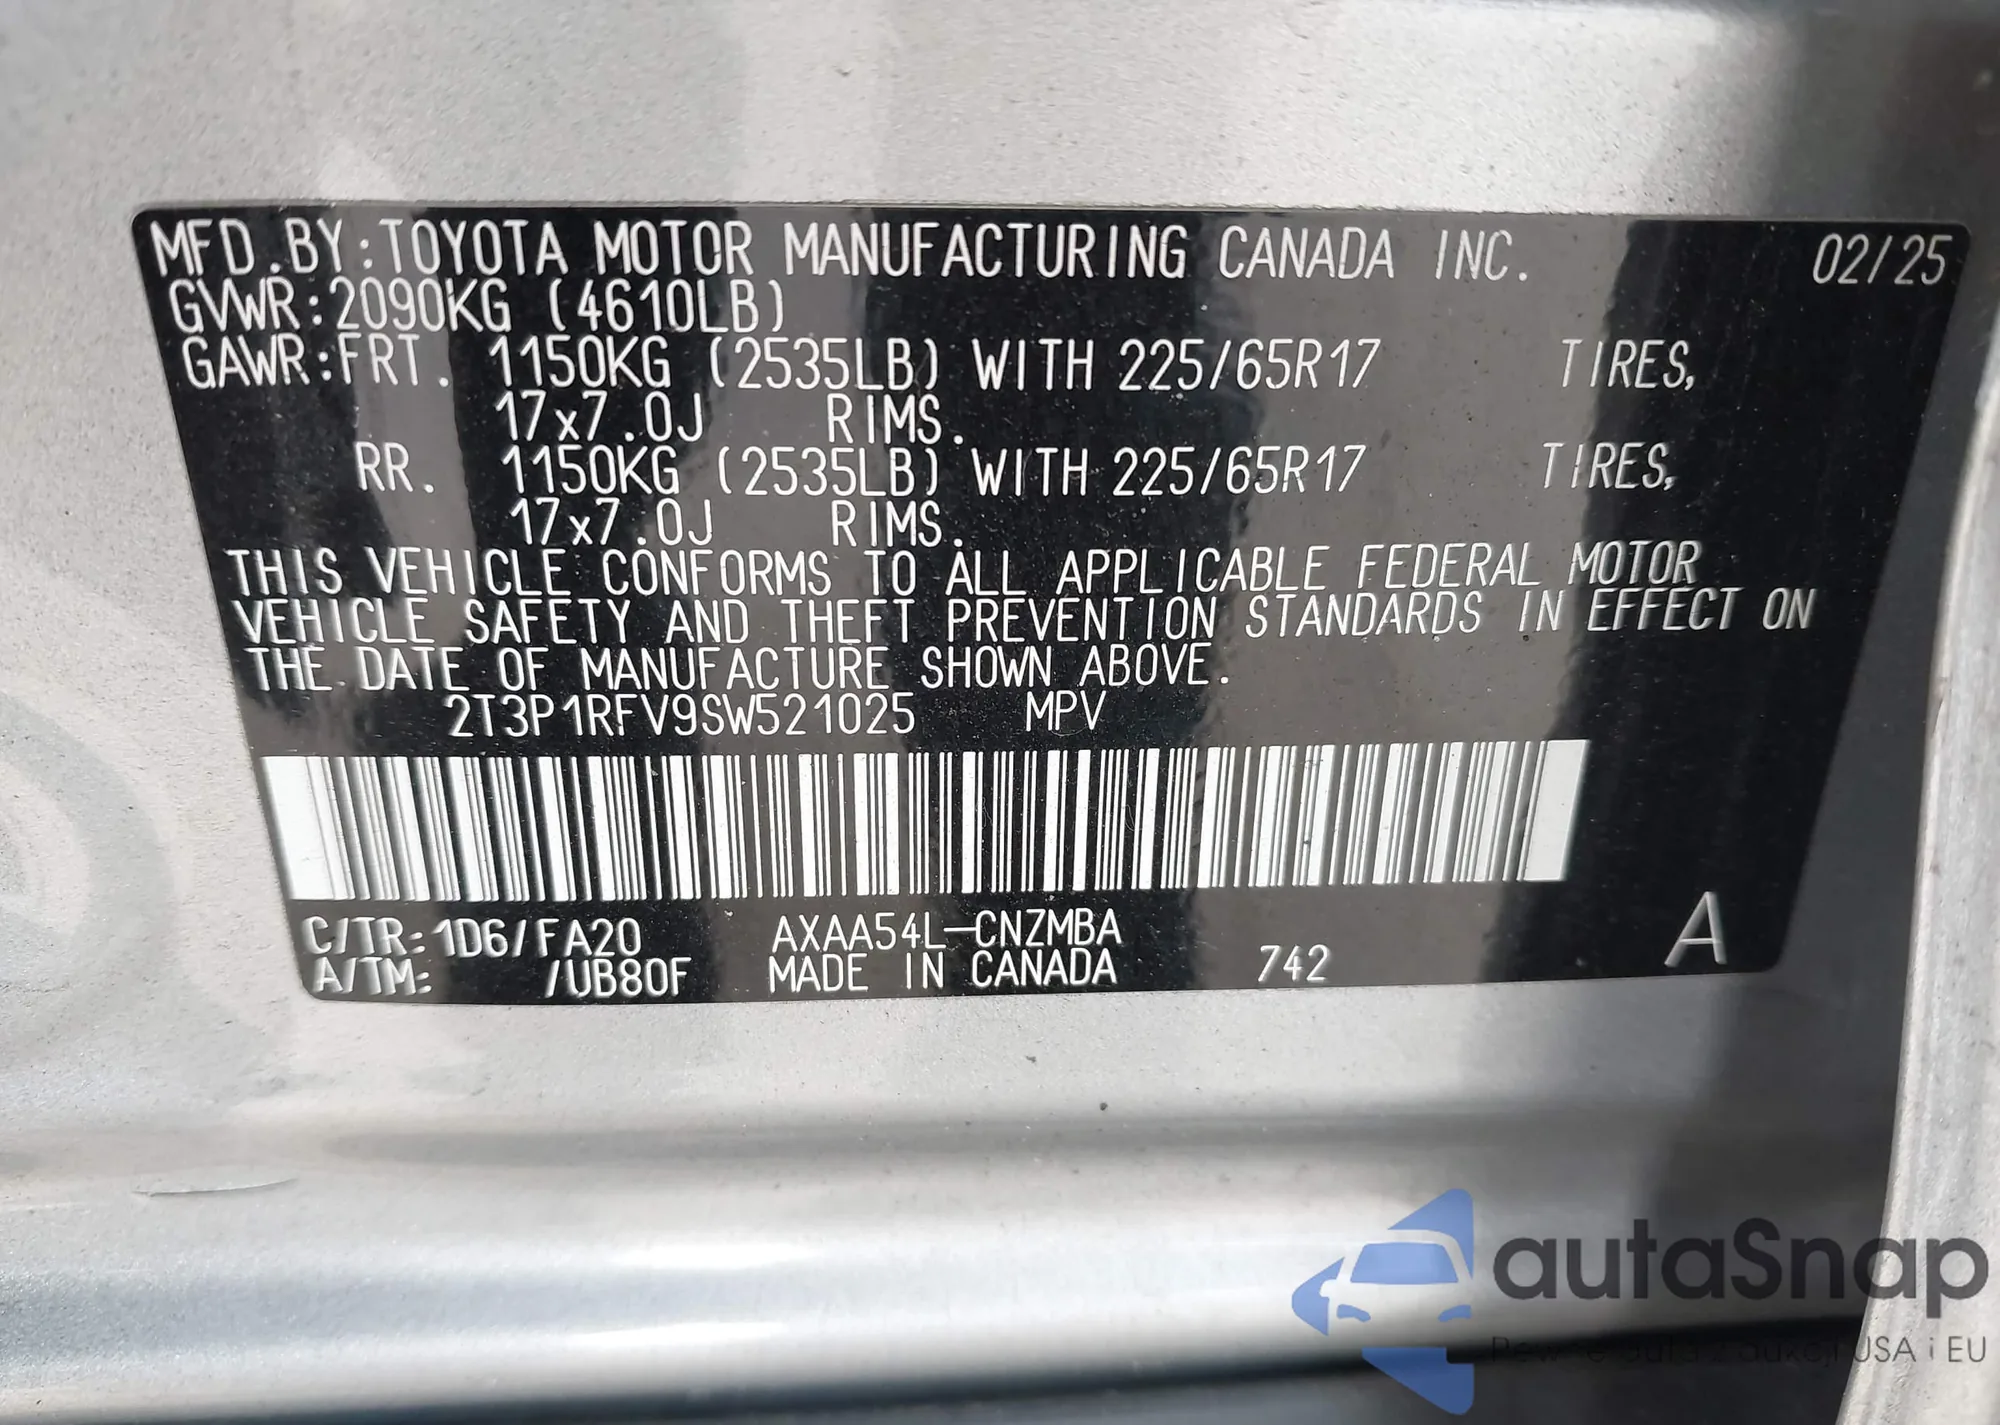 MFD.BY:TOYOTA MOTOR MANUFACTURING CANADA INC. 02/25
GVWR:2090KG (4610LB)
GAWR:FRT. 1150KG (2535LB) WITH 225/65R17 TIRES,
17x7.0J RIMS.
RR. 1150KG (2535LB) WITH 225/65R17 TIRES,
17x7.0J RIMS.
THIS VEHICLE CONFORMS TO ALL APPLICABLE FEDERAL MOTOR
VEHICLE SAFETY AND THEFT PREVENTION STANDARDS IN EFFECT ON
THE DATE OF MANUFACTURE SHOWN ABOVE.
2T3P1RFV9SW521025 MPV
C/TR:1D6/FA20 AXAA54L-CNZMBA
A/TM: /UB80F MADE IN CANADA 742 A
autaSnap
USA i EU